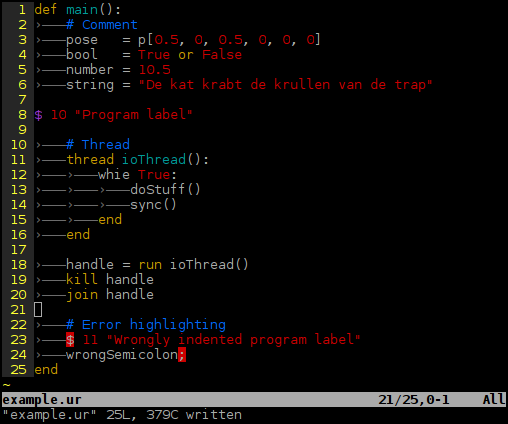 1 def main():
2 ›———# Comment
3 ›———pose   = p[0.5, 0, 0.5, 0, 0, 0]
4 ›———bool   = True or False
5 ›———number = 10.5
6 ›———string = "De kat krabt de krullen van de trap"
7
8 $ 10 "Program label"
9
10 ›———# Thread
11 ›———thread ioThread():
12 ›———›———whie True:
13 ›———›———›———doStuff()
14 ›———›———›———sync()
15 ›———›———end
16 ›———end
17
18 ›———handle = run ioThread()
19 ›———kill handle
20 ›———join handle
21
22 ›———# Error highlighting
23 ›———$ 11 "Wrongly indented program label"
24 ›———wrongSemicolon;
25 end
~
example.ur 21/25,0-1 All
"example.ur" 25L, 379C written